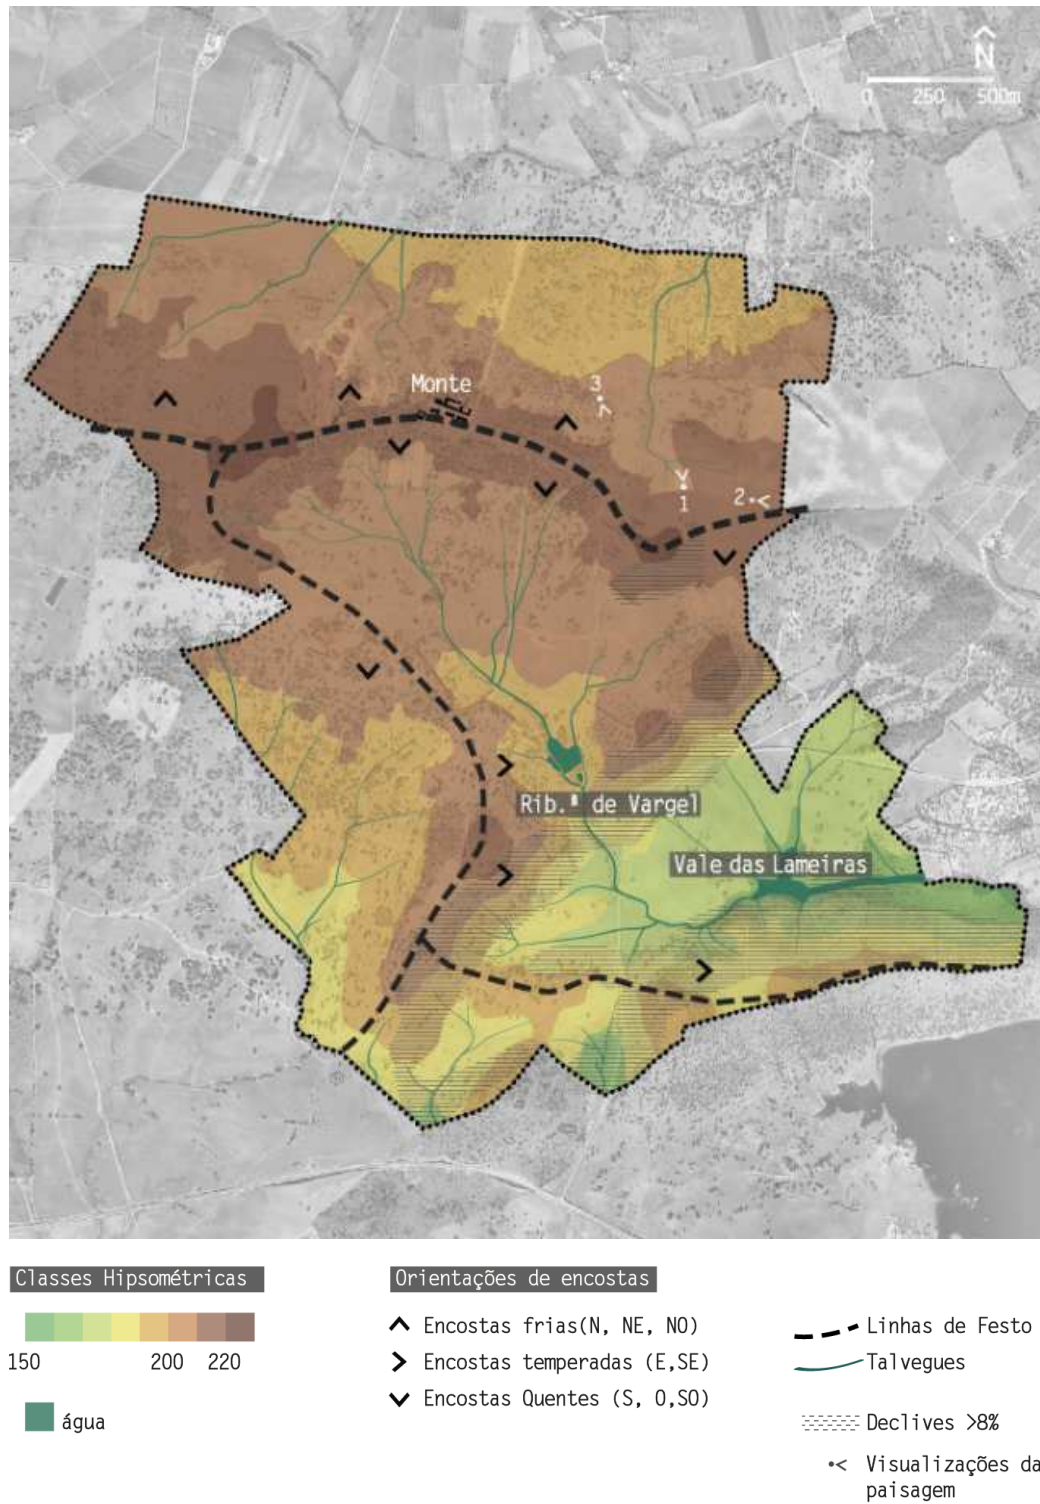 N
0 250 500m
Monte
3
1
2
Rib.ª de Vargel
Vale das Lameiras
Classes Hipsométricas
150 200 220
água
Orientações de encostas
Encostas frias(N, NE, NO)
Encostas temperadas (E,SE)
Encostas Quentes (S, O,SO)
Linhas de Festo
Talvegues
Declives >8%
Visualizações da
paisagem